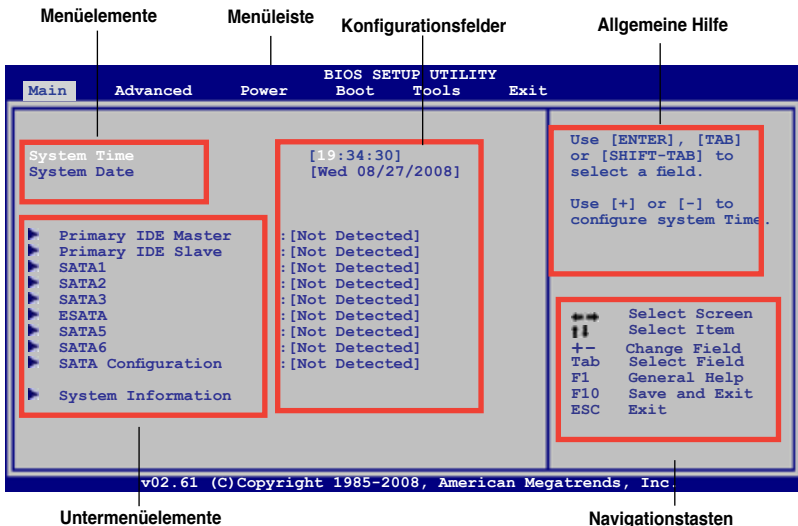 Menüelemente Menüleiste Konfigurationsfelder Allgemeine Hilfe
BIOS SETUP UTILITY
Main Advanced Power Boot Tools Exit
System Time [19:34:30]
System Date [Wed 08/27/2008]
Primary IDE Master :[Not Detected]
Primary IDE Slave :[Not Detected]
SATA1 :[Not Detected]
SATA2 :[Not Detected]
SATA3 :[Not Detected]
ESATA :[Not Detected]
SATA5 :[Not Detected]
SATA6 :[Not Detected]
SATA Configuration :[Not Detected]
System Information
Use [ENTER], [TAB]
or [SHIFT-TAB] to
select a field.
Use [+] or [-] to
configure system Time.
Select Screen
Select Item
+- Change Field
Tab Select Field
F1 General Help
F10 Save and Exit
ESC Exit
v02.61 (C)Copyright 1985-2008, American Megatrends, Inc.
Untermenüelemente Navigationstasten